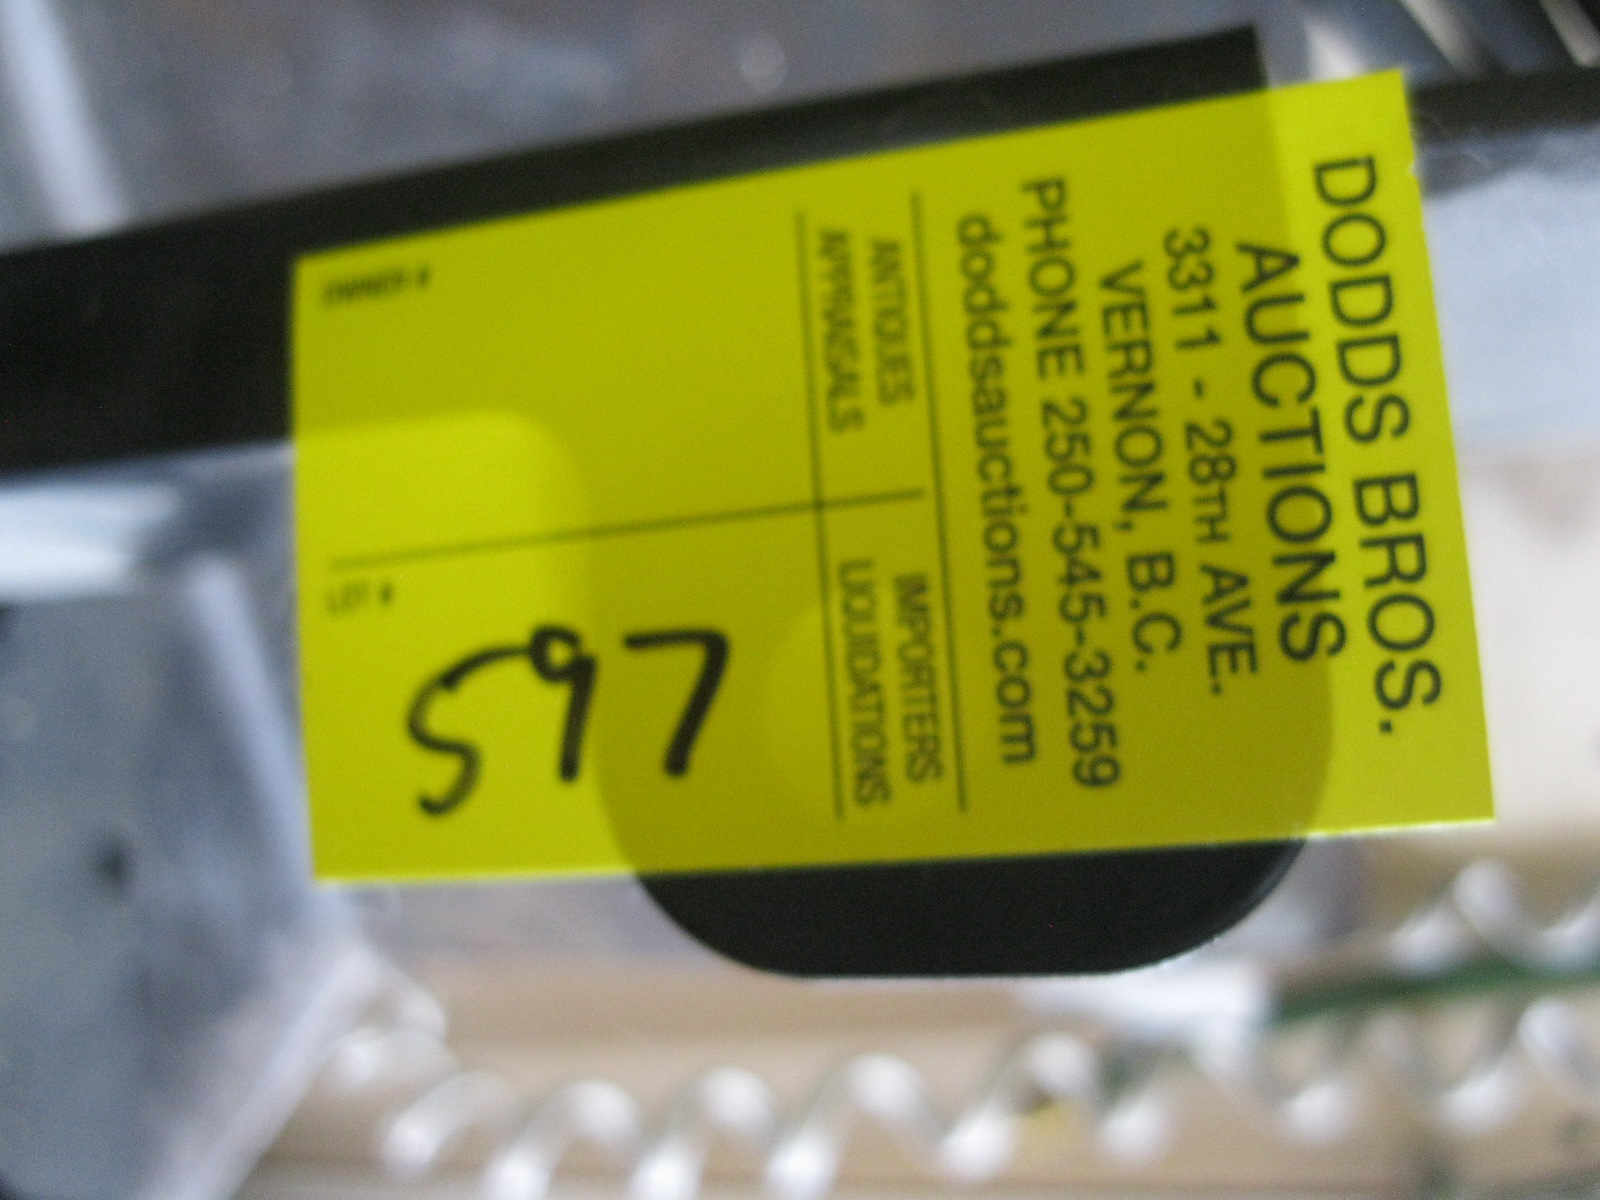 DODDS BROS.
AUCTIONS
3311 - 28TH AVE.
VERNON, B.C.
PHONE 250-545-3259
doddsauctions.com
ANTIQUES IMPORTERS
APPRAISALS LIQUIDATIONS
OWNER #
LOT #
597